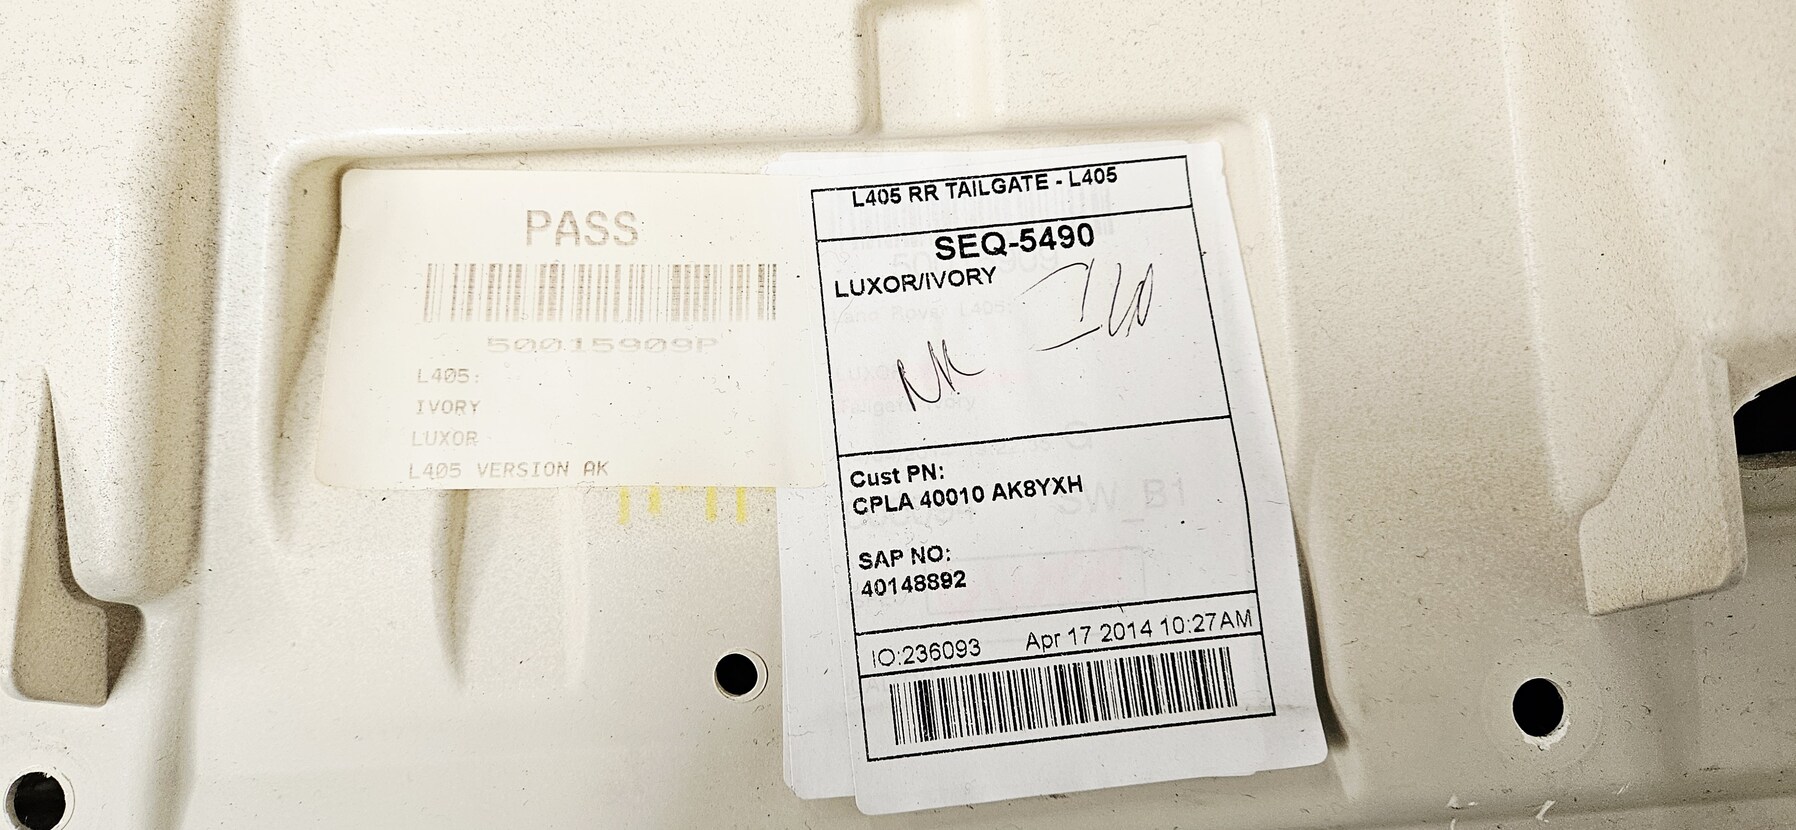 PASS
50015909P
L405:
IVORY
LUXOR
L405 VERSION AK
L405 RR TAILGATE - L405
SEQ-5490
LUXOR/IVORY
Cust PN:
CPLA 40010 AK8YXH
SAP NO:
40148892
IO:236093 Apr 17 2014 10:27AM
SW_B1